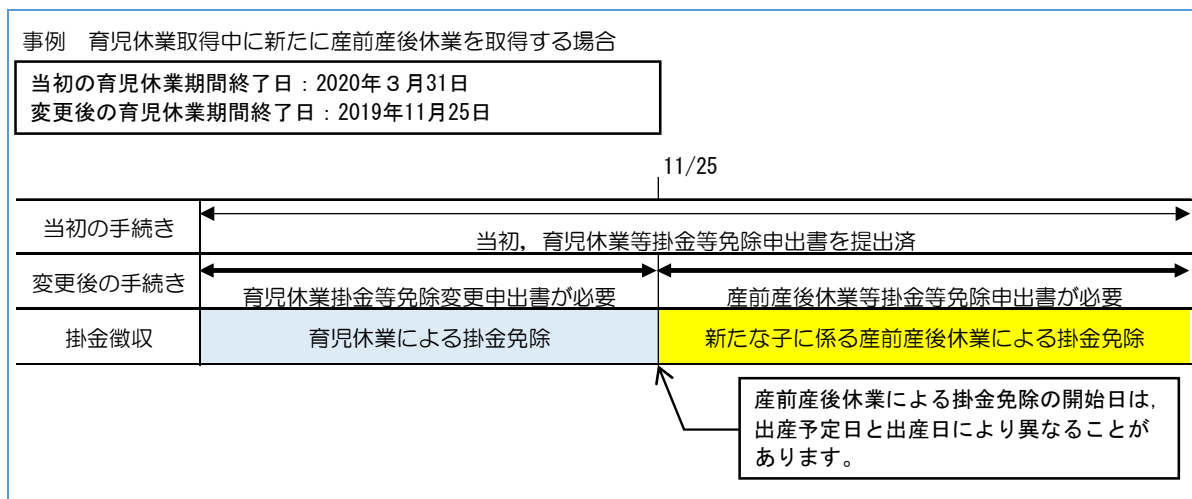 事例　育児休業取得中に新たに産前産後休業を取得する場合
当初の育児休業期間終了日：2020年３月31日
変更後の育児休業期間終了日：2019年11月25日
11/25
当初の手続き
当初，育児休業等掛金等免除申出書を提出済
変更後の手続き
育児休業掛金等免除変更申出書が必要
産前産後休業等掛金等免除申出書が必要
掛金徴収
育児休業による掛金免除
新たな子に係る産前産後休業による掛金免除
産前産後休業による掛金免除の開始日は，
出産予定日と出産日により異なることが
あります。